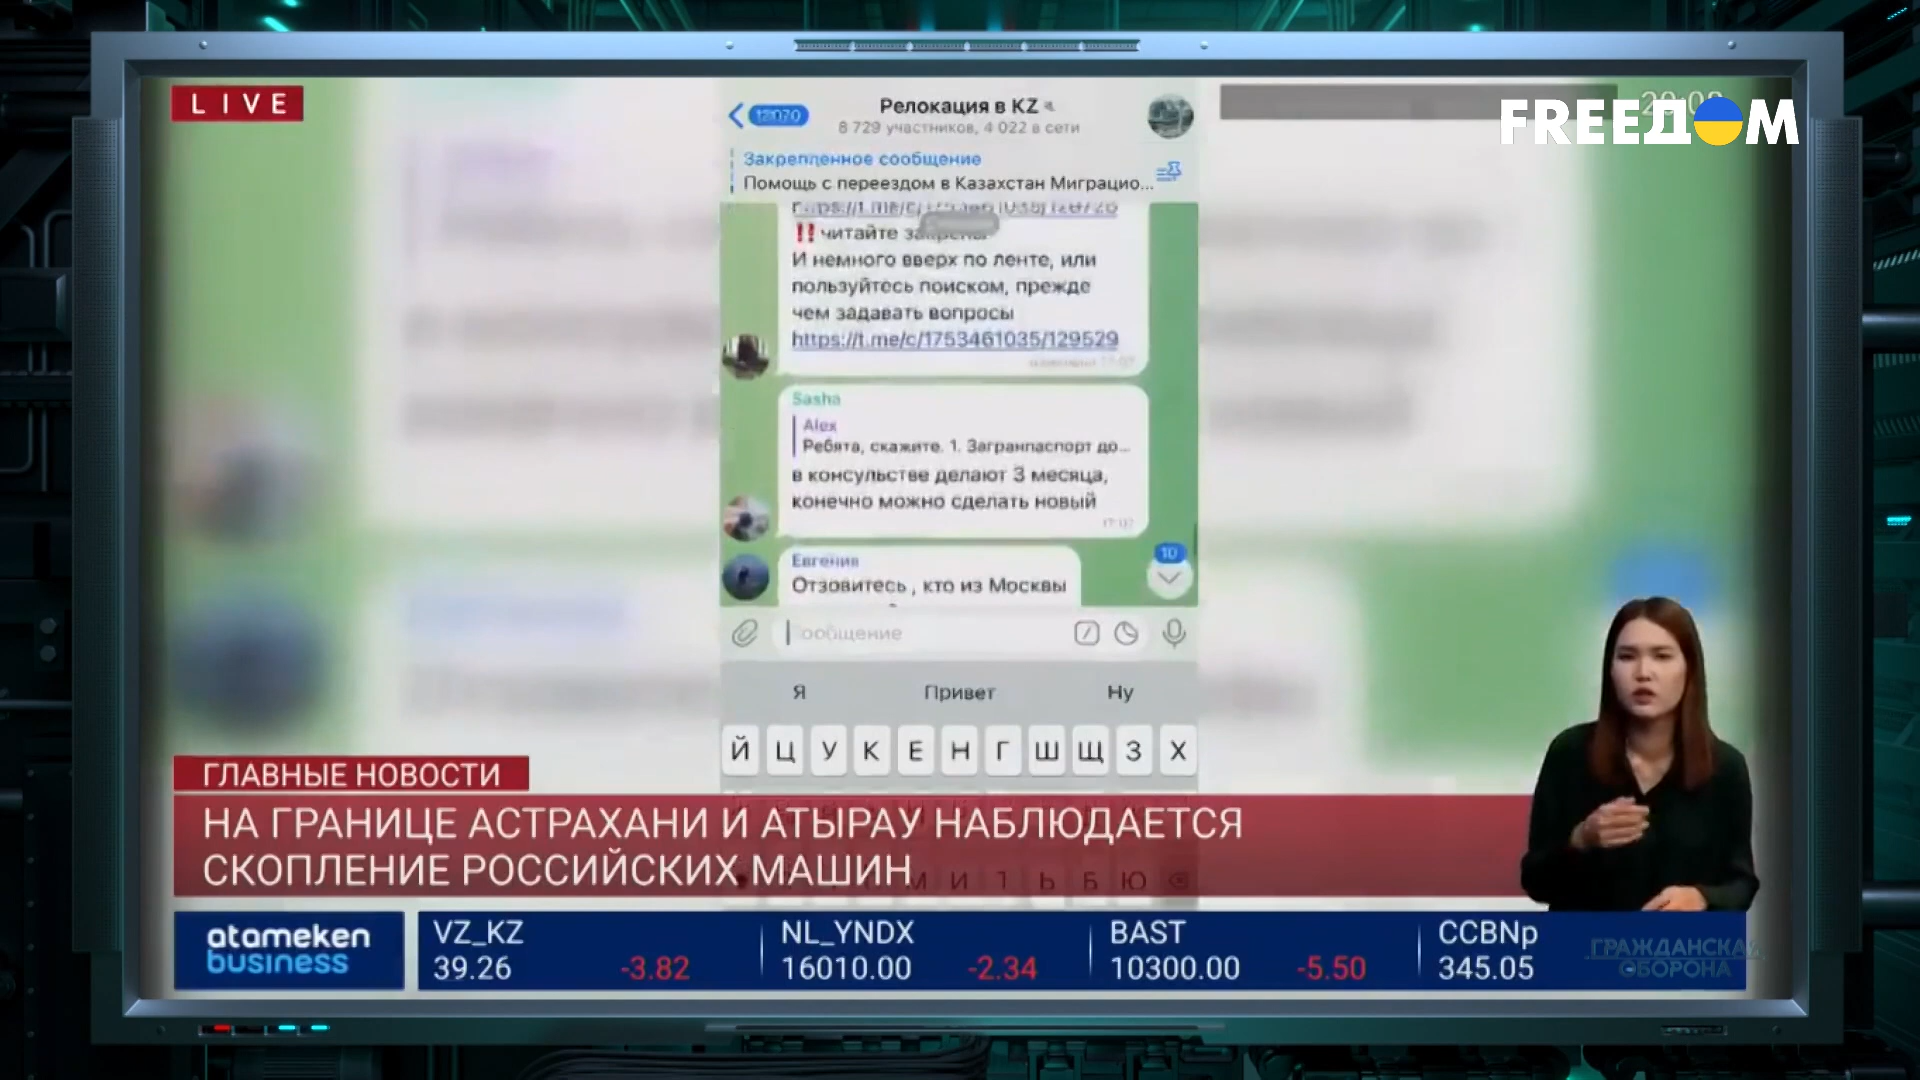 LIVE
FREEДОМ
12070
Релокация в KZ
8 729 участников, 4 022 в сети
Закрепленное сообщение
Помощь с переездом в Казахстан Миграцио...
‼️ читайте
И немного вверх по ленте, или
пользуйтесь поиском, прежде
чем задавать вопросы
https://t.me/c/1753461035/129529
Sasha
Alex
Ребята, скажите. 1. Загранпаспорт до...
в консульстве делают 3 месяца,
конечно можно сделать новый
17:07
Евгения
10
Отзовитесь , кто из Москвы
Сообщение
Я Привет Ну
Й Ц У К Е Н Г Ш Щ З Х
М И Т Ь Б Ю
ГЛАВНЫЕ НОВОСТИ
НА ГРАНИЦЕ АСТРАХАНИ И АТЫРАУ НАБЛЮДАЕТСЯ
СКОПЛЕНИЕ РОССИЙСКИХ МАШИН
atameken
business
VZ_KZ NL_YNDX BAST CCBNp
39.26 -3.82 16010.00 -2.34 10300.00 -5.50 345.05
ГРАЖДАНСКАЯ
ОБОРОНА